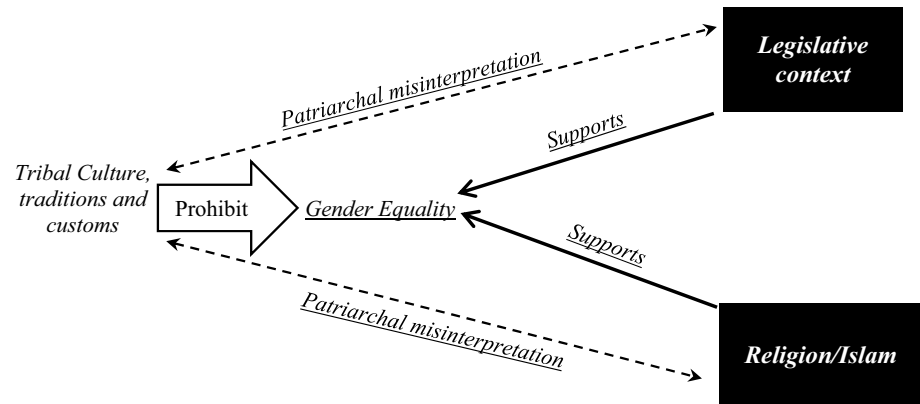 Legislative
context
Patriarchal misinterpretation
Supports
Tribal Culture,
traditions and
customs
Prohibit
Gender Equality
Supports
Patriarchal misinterpretation
Religion/Islam